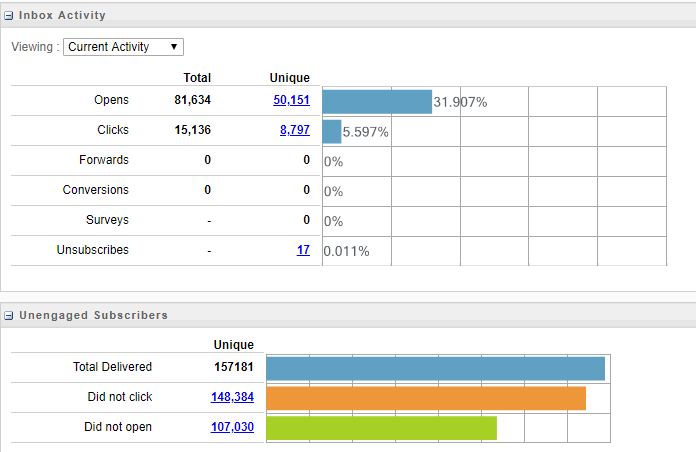 Inbox Activity
Viewing : Current Activity ▼
Total Unique
Opens 81,634 50,151 31.907%
Clicks 15,136 8,797 5.597%
Forwards 0 0 0%
Conversions 0 0 0%
Surveys - 0 0%
Unsubscribes - 17 0.011%
Unengaged Subscribers
Unique
Total Delivered 157181
Did not click 148,384
Did not open 107,030